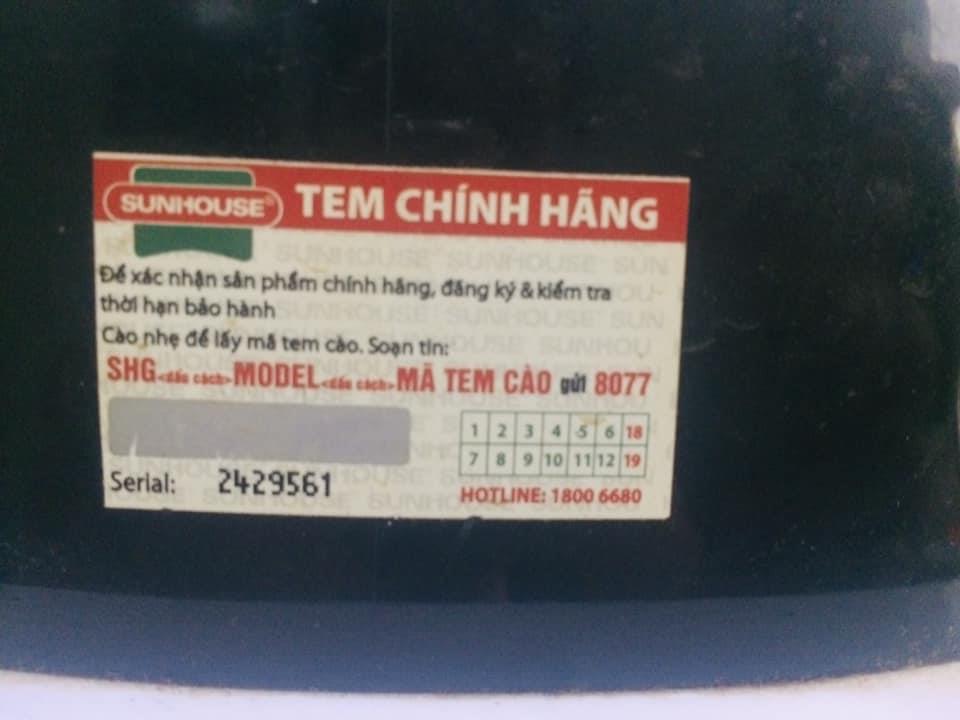 SUNHOUSE® TEM CHÍNH HÃNG
Để xác nhận sản phẩm chính hãng, đăng ký & kiểm tra
thời hạn bảo hành
Cào nhẹ để lấy mã tem cào. Soạn tin:
SHG<dấu cách>MODEL<dấu cách>MÃ TEM CÀO gửi 8077
1 2 3 4 5 6 18
7 8 9 10 11 12 19
Serial: 2429561
HOTLINE: 1800 6680